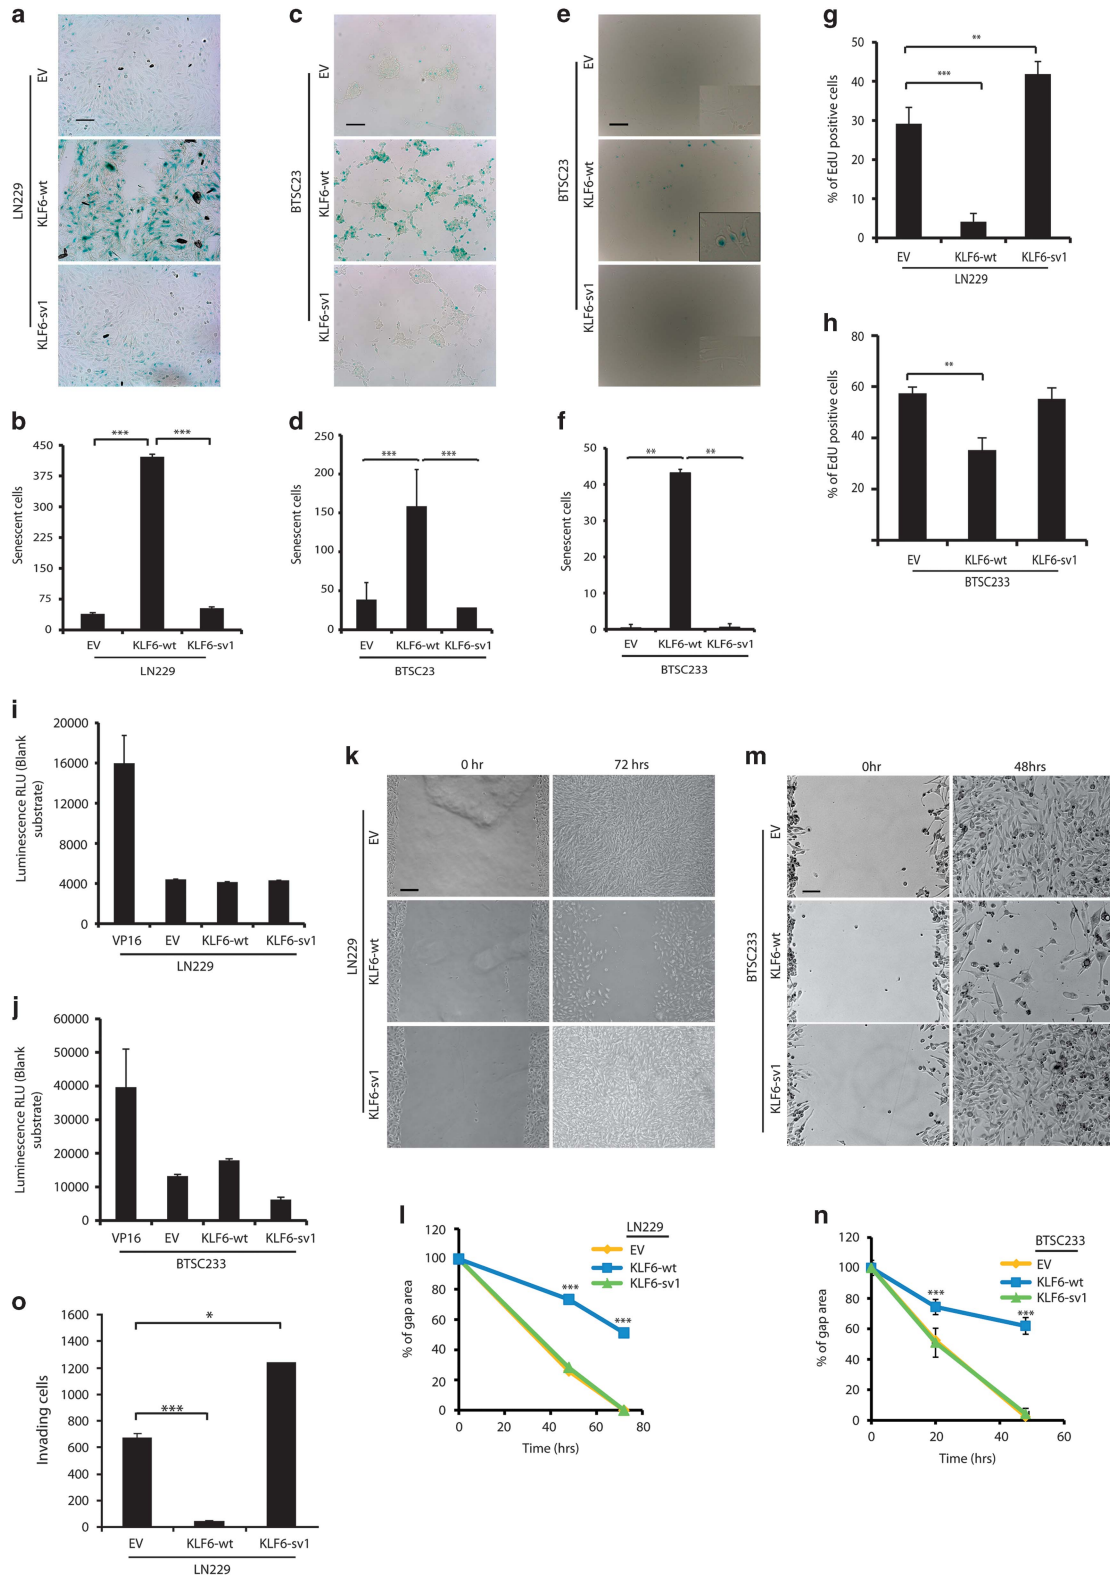 a
EV
KLF6-wt
KLF6-sv1
LN229
c
EV
KLF6-wt
KLF6-sv1
BTSC23
e
EV
KLF6-wt
KLF6-sv1
BTSC23
g
% of EdU positive cells
50
40
30
20
10
0
***
**
EV KLF6-wt KLF6-sv1
LN229
h
% of EdU positive cells
80
60
40
20
**
EV KLF6-wt KLF6-sv1
BTSC233
b
Senescent cells
450
375
300
225
150
75
0
*** ***
EV KLF6-wt KLF6-sv1
LN229
d
Senescent cells
250
200
150
100
50
0
*** ***
EV KLF6-wt KLF6-sv1
BTSC23
f
Senescent cells
50
40
30
20
10
0
** **
EV KLF6-wt KLF6-sv1
BTSC233
i
Luminescence RLU (Blank
substrate)
20000
16000
12000
8000
4000
0
VP16 EV KLF6-wt KLF6-sv1
LN229
j
Luminescence RLU (Blank
substrate)
60000
50000
40000
30000
20000
10000
0
VP16 EV KLF6-wt KLF6-sv1
BTSC233
k
0 hr 72 hrs
EV
KLF6-wt
KLF6-sv1
LN229
m
0hr 48hrs
EV
KLF6-wt
KLF6-sv1
BTSC233
l
% of gap area
120
100
80
60
40
20
0
0 20 40 60 80
Time (hrs)
LN229
EV
KLF6-wt
KLF6-sv1
***
***
n
% of gap area
120
100
80
60
40
20
0
0 20 40 60
Time (hrs)
BTSC233
EV
KLF6-wt
KLF6-sv1
***
***
o
Invading cells
1600
1400
1200
1000
800
600
400
200
0
*
***
EV KLF6-wt KLF6-sv1
LN229